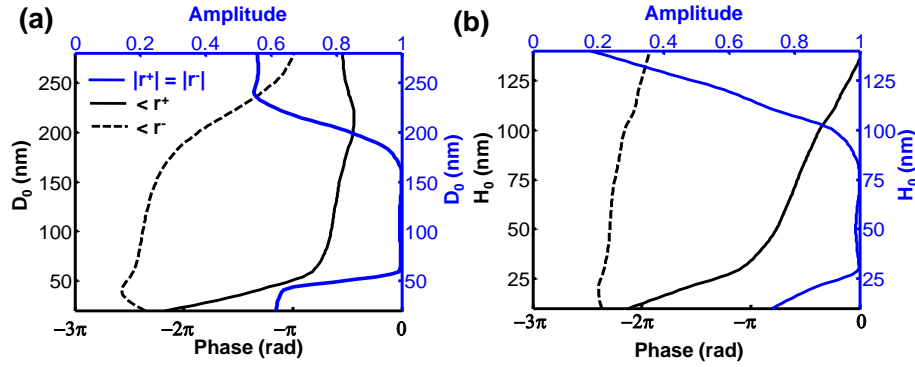 (a)
Amplitude
0 0.2 0.4 0.6 0.8 1
|r⁺| = |r⁻|
< r⁺
< r⁻
D₀ (nm)
250
200
150
100
50
250
200
150
100
50
D₀ (nm)
−3π −2π −π 0
Phase (rad)
(b)
Amplitude
0 0.2 0.4 0.6 0.8 1
H₀ (nm)
125
100
75
50
25
125
100
75
50
25
H₀ (nm)
−3π −2π −π 0
Phase (rad)